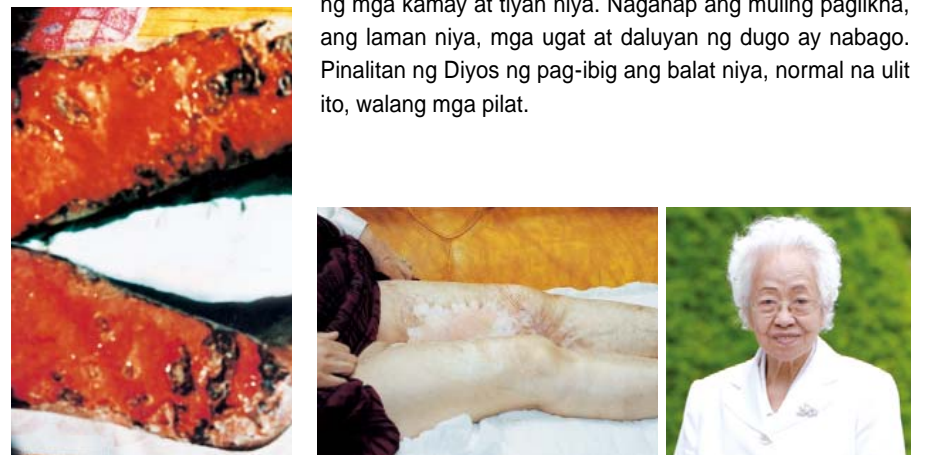 ng mga kamay at tiyan niya. Naganap ang muling paglikha,
ang laman niya, mga ugat at daluyan ng dugo ay nabago.
Pinalitan ng Diyos ng pag-ibig ang balat niya, normal na ulit
ito, walang mga pilat.